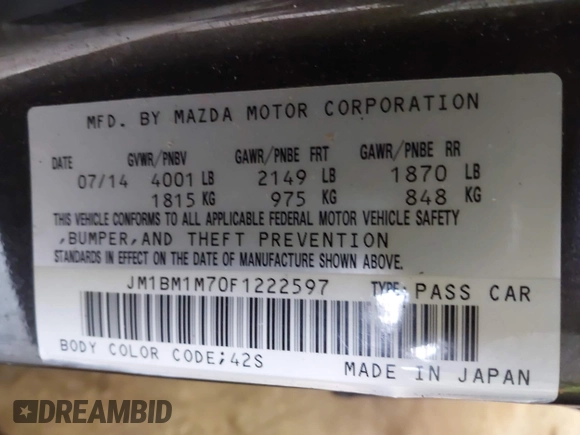 MFD. BY MAZDA MOTOR CORPORATION
DATE GVWR/PNBV GAWR/PNBE FRT GAWR/PNBE RR
07/14 4001 LB 2149 LB 1870 LB
1815 KG 975 KG 848 KG
THIS VEHICLE CONFORMS TO ALL APPLICABLE FEDERAL MOTOR VEHICLE SAFETY
,BUMPER,AND THEFT PREVENTION
STANDARDS IN EFFECT ON THE DATE OF MANUFACTURE SHOWN ABOVE.
JM1BM1M70F1222597 TYPE: PASS CAR
BODY COLOR CODE;42S MADE IN JAPAN
DREAMBID